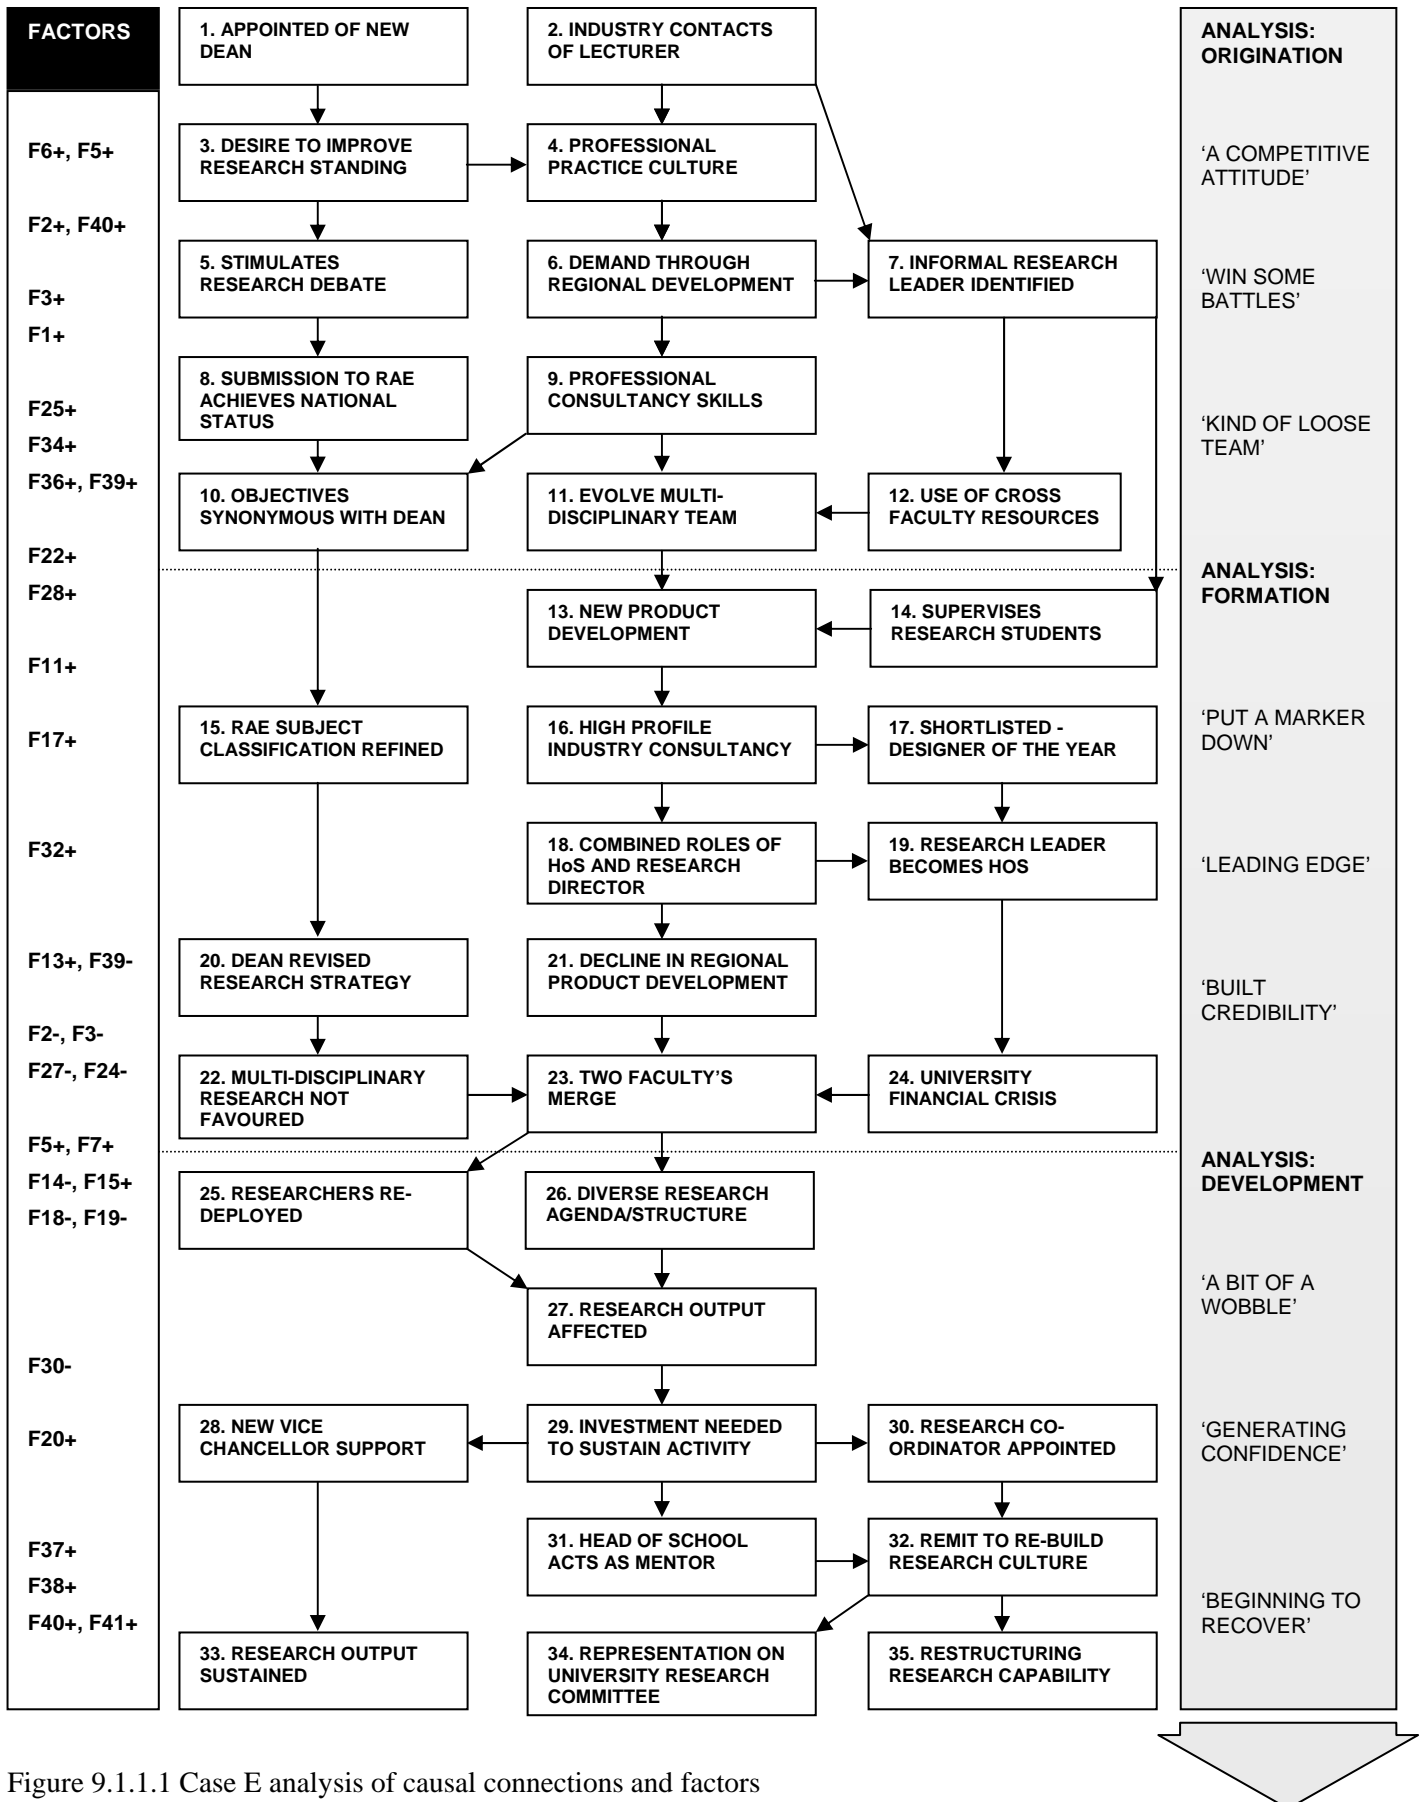 FACTORS
F6+, F5+
F2+, F40+
F3+
F1+
F25+
F34+
F36+, F39+
F22+
F28+
F11+
F17+
F32+
F13+, F39-
F2-, F3-
F27-, F24-
F5+, F7+
F14-, F15+
F18-, F19-
F30-
F20+
F37+
F38+
F40+, F41+
1. APPOINTED OF NEW
DEAN
2. INDUSTRY CONTACTS
OF LECTURER
3. DESIRE TO IMPROVE
RESEARCH STANDING
4. PROFESSIONAL
PRACTICE CULTURE
5. STIMULATES
RESEARCH DEBATE
6. DEMAND THROUGH
REGIONAL DEVELOPMENT
7. INFORMAL RESEARCH
LEADER IDENTIFIED
8. SUBMISSION TO RAE
ACHIEVES NATIONAL
STATUS
9. PROFESSIONAL
CONSULTANCY SKILLS
10. OBJECTIVES
SYNONYMOUS WITH DEAN
11. EVOLVE MULTI-
DISCIPLINARY TEAM
12. USE OF CROSS
FACULTY RESOURCES
13. NEW PRODUCT
DEVELOPMENT
14. SUPERVISES
RESEARCH STUDENTS
15. RAE SUBJECT
CLASSIFICATION REFINED
16. HIGH PROFILE
INDUSTRY CONSULTANCY
17. SHORTLISTED -
DESIGNER OF THE YEAR
18. COMBINED ROLES OF
HoS AND RESEARCH
DIRECTOR
19. RESEARCH LEADER
BECOMES HOS
20. DEAN REVISED
RESEARCH STRATEGY
21. DECLINE IN REGIONAL
PRODUCT DEVELOPMENT
22. MULTI-DISCIPLINARY
RESEARCH NOT
FAVOURED
23. TWO FACULTY'S
MERGE
24. UNIVERSITY
FINANCIAL CRISIS
25. RESEARCHERS RE-
DEPLOYED
26. DIVERSE RESEARCH
AGENDA/STRUCTURE
27. RESEARCH OUTPUT
AFFECTED
28. NEW VICE
CHANCELLOR SUPPORT
29. INVESTMENT NEEDED
TO SUSTAIN ACTIVITY
30. RESEARCH CO-
ORDINATOR APPOINTED
31. HEAD OF SCHOOL
ACTS AS MENTOR
32. REMIT TO RE-BUILD
RESEARCH CULTURE
33. RESEARCH OUTPUT
SUSTAINED
34. REPRESENTATION ON
UNIVERSITY RESEARCH
COMMITTEE
35. RESTRUCTURING
RESEARCH CAPABILITY
ANALYSIS:
ORIGINATION
‘A COMPETITIVE
ATTITUDE’
‘WIN SOME
BATTLES’
‘KIND OF LOOSE
TEAM’
ANALYSIS:
FORMATION
‘PUT A MARKER
DOWN’
‘LEADING EDGE’
‘BUILT
CREDIBILITY’
ANALYSIS:
DEVELOPMENT
‘A BIT OF A
WOBBLE’
‘GENERATING
CONFIDENCE’
‘BEGINNING TO
RECOVER’
Figure 9.1.1.1 Case E analysis of causal connections and factors